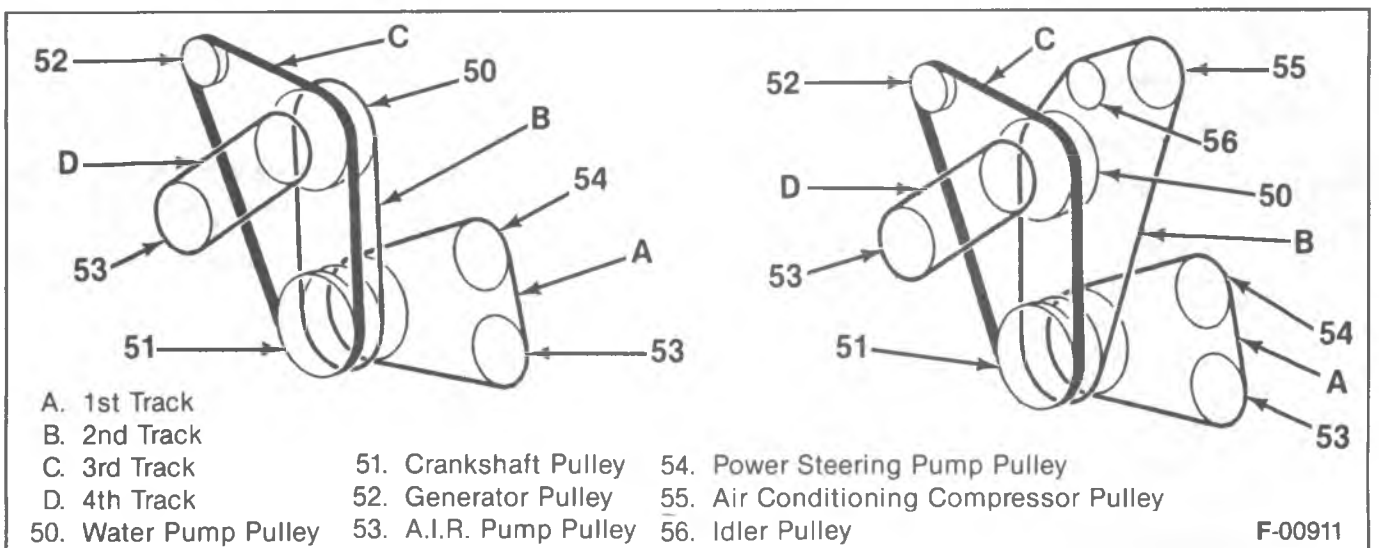 52
C
50
B
D
54
A
53
51
53
52
C
55
56
D
50
B
53
54
51
A
53
A. 1st Track
B. 2nd Track
C. 3rd Track
D. 4th Track
50. Water Pump Pulley
51. Crankshaft Pulley
52. Generator Pulley
53. A.I.R. Pump Pulley
54. Power Steering Pump Pulley
55. Air Conditioning Compressor Pulley
56. Idler Pulley
F-00911